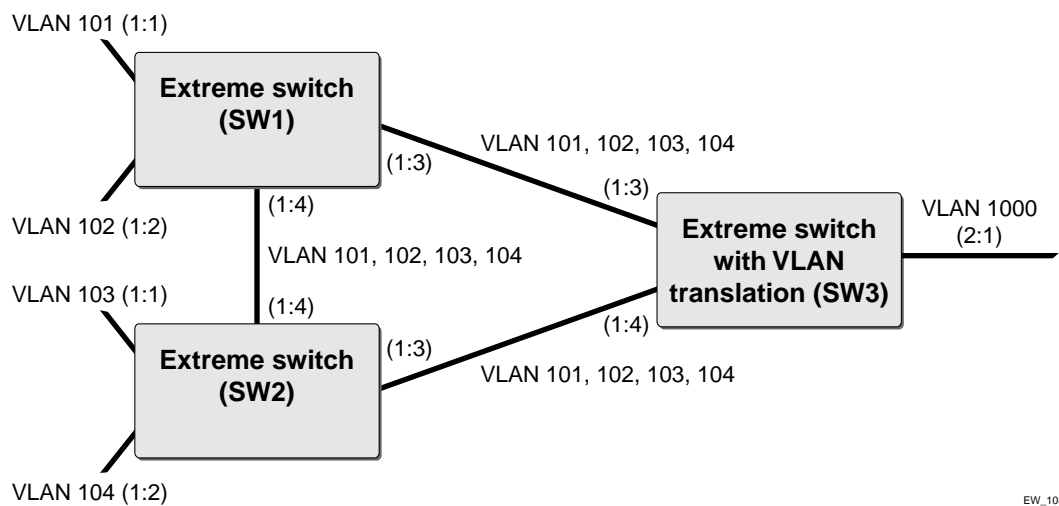 VLAN 101 (1:1)
Extreme switch
(SW1)
VLAN 101, 102, 103, 104
(1:3)
(1:3)
VLAN 102 (1:2)
(1:4)
VLAN 1000
(2:1)
Extreme switch
with VLAN
translation (SW3)
VLAN 101, 102, 103, 104
VLAN 103 (1:1)
(1:4)
(1:4)
(1:3)
Extreme switch
(SW2)
VLAN 101, 102, 103, 104
VLAN 104 (1:2)
EW_10